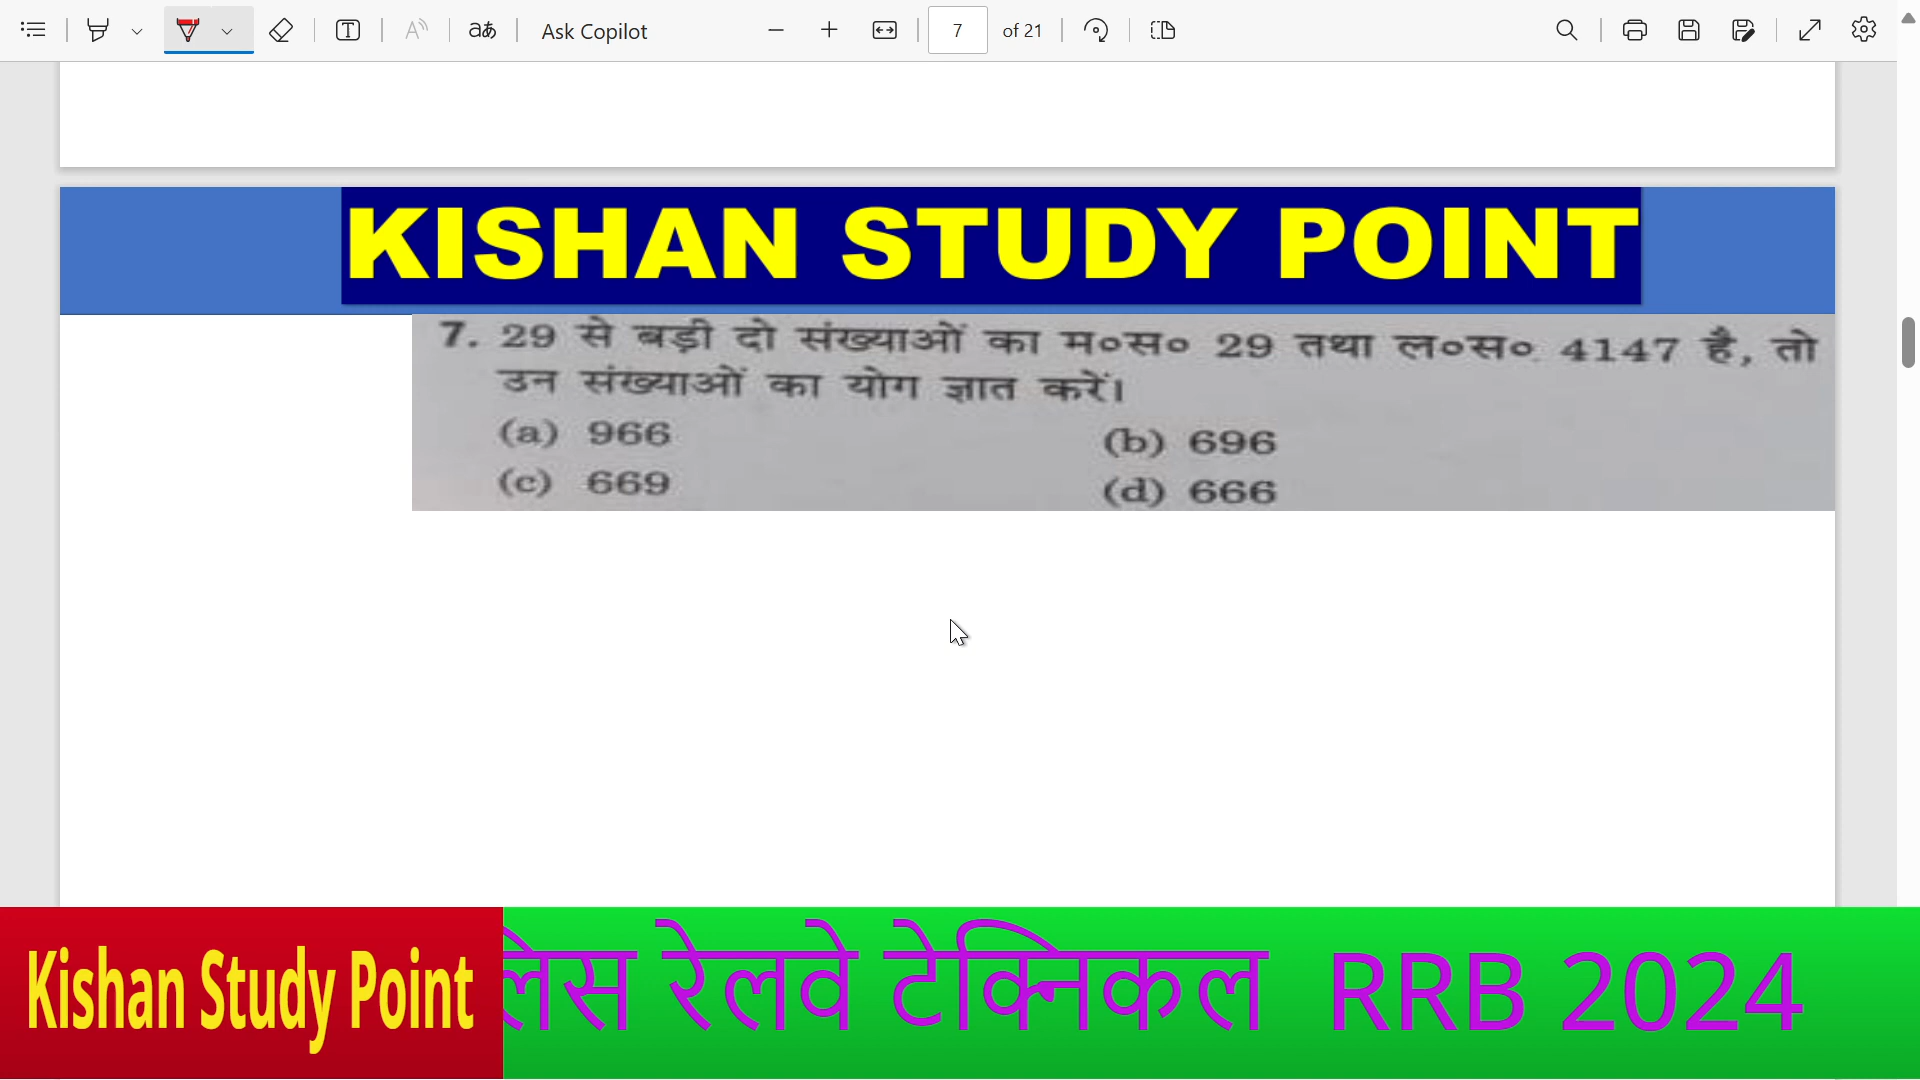 Ask Copilot
7 of 21
KISHAN STUDY POINT
7. 29 से बड़ी दो संख्याओं का म०स० 29 तथा ल०स० 4147 है, तो
उन संख्याओं का योग ज्ञात करें।
(a) 966 (b) 696
(c) 669 (d) 666
Kishan Study Point
लिस रेलवे टेक्निकल RRB 2024